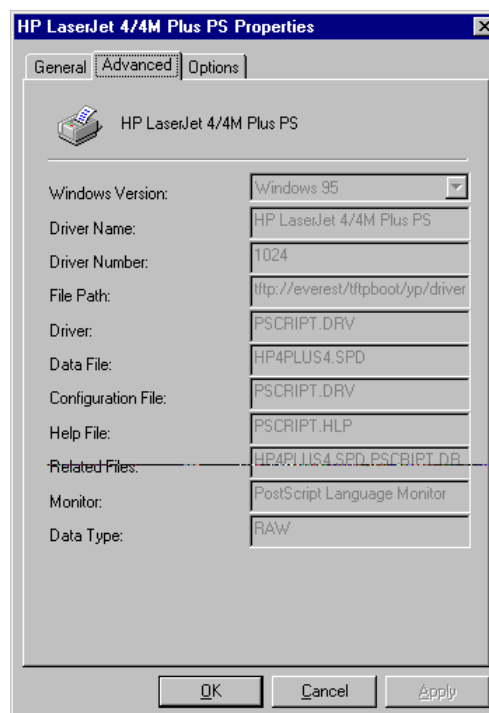 HP LaserJet 4/4M Plus PS Properties
General Advanced Options
HP LaserJet 4/4M Plus PS
Windows Version: Windows 95
Driver Name: HP LaserJet 4/4M Plus PS
Driver Number: 1024
File Path: tftp://everest/tftpboot/yp/driver
Driver: PSCRIPT.DRV
Data File: HP4PLUS4.SPD
Configuration File: PSCRIPT.DRV
Help File: PSCRIPT.HLP
Related Files: HP4PLUS4.SPD,PSCRIPT.DR
Monitor: PostScript Language Monitor
Data Type: RAW
OK Cancel Apply